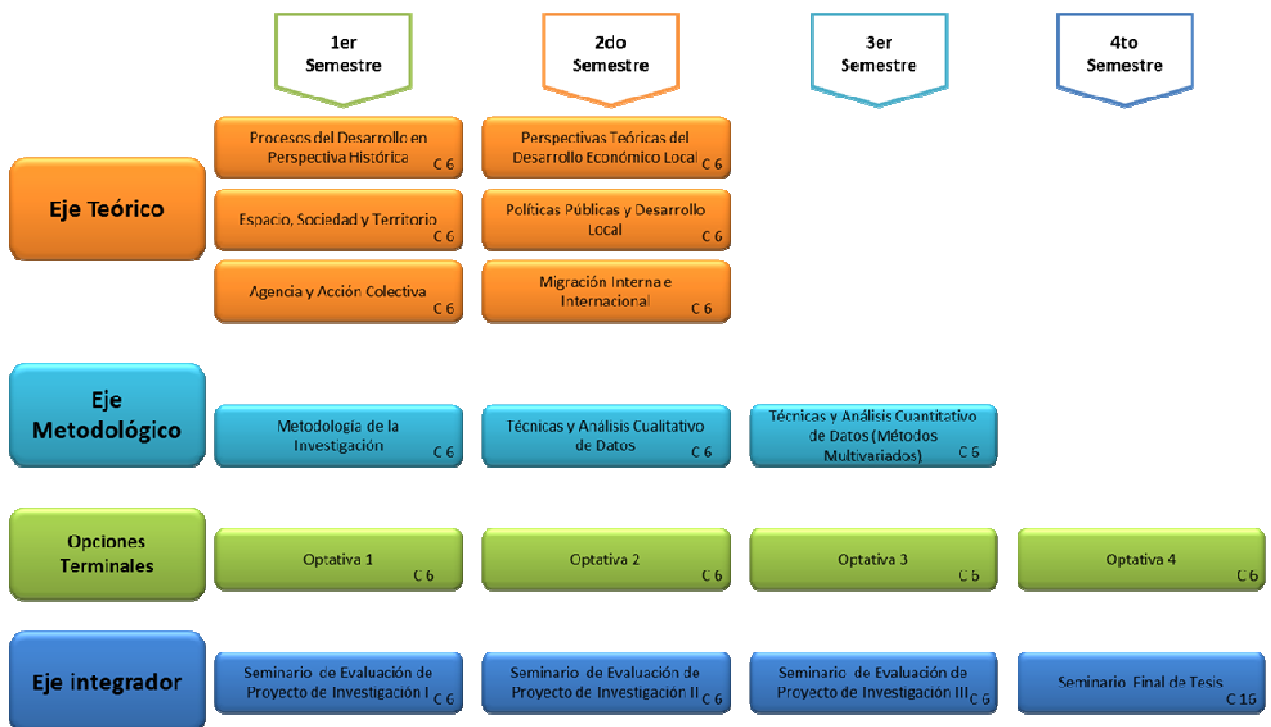 1er
Semestre
2do
Semestre
3er
Semestre
4to
Semestre
Eje Teórico
Procesos del Desarrollo en
Perspectiva Histórica
C 6
Perspectivas Teóricas del
Desarrollo Económico Local
C 6
Espacio, Sociedad y Territorio
C 6
Políticas Públicas y Desarrollo
Local
C 6
Agencia y Acción Colectiva
C 6
Migración Interna e
Internacional
C 6
Eje
Metodológico
Metodología de la
Investigación
C 6
Técnicas y Análisis Cualitativo
de Datos
C 6
Técnicas y Análisis Cuantitativo
de Datos (Métodos
Multivariados)
C 6
Opciones
Terminales
Optativa 1
C 6
Optativa 2
C 6
Optativa 3
C 6
Optativa 4
C 6
Eje integrador
Seminario de Evaluación de
Proyecto de Investigación I
C 6
Seminario de Evaluación de
Proyecto de Investigación II
C 6
Seminario de Evaluación de
Proyecto de Investigación III
C 6
Seminario Final de Tesis
C 16